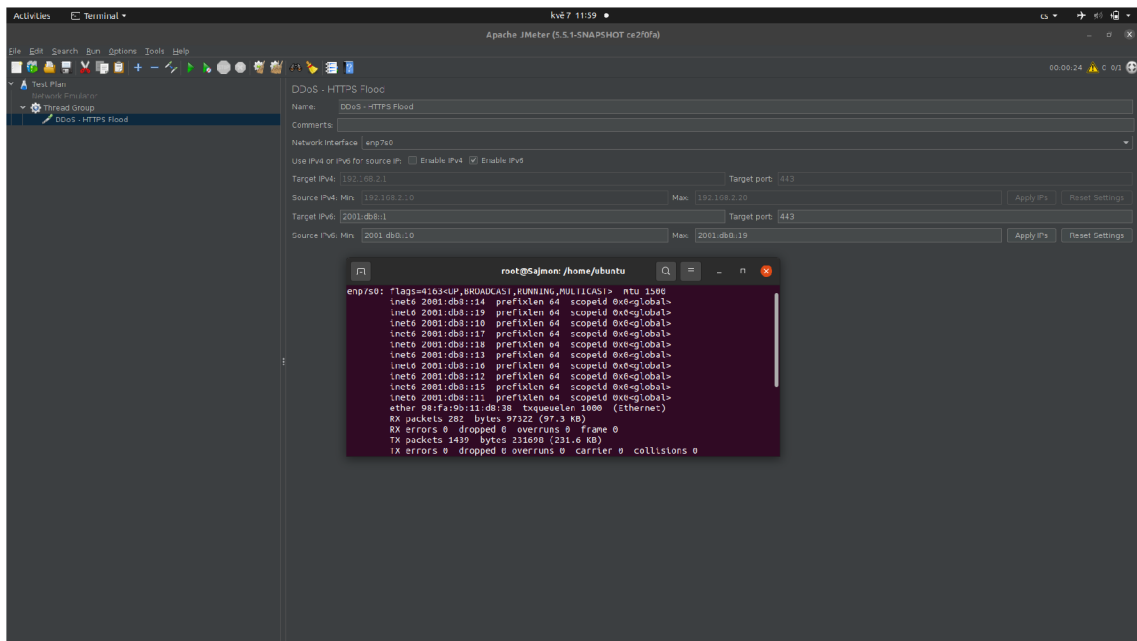 Activities Terminal kvě 7 11:59 cs
Apache JMeter (5.5.1-SNAPSHOT ce2f0fa)
File Edit Search Run Options Tools Help
00:00:24 0 0/1
Test Plan
Network Emulator
Thread Group
DDoS - HTTPS Flood
DDoS - HTTPS Flood
Name: DDoS - HTTPS Flood
Comments:
Network Interface enp7s0
Use IPv4 or IPv6 for source IP: Enable IPv4 Enable IPv6
Target IPv4: 192.168.2.1 Target port: 443
Source IPv4: Min: 192.168.2.10 Max: 192.168.2.20 Apply IPs Reset Settings
Target IPv6: 2001:db8::1 Target port: 443
Source IPv6: Min: 2001:db8::10 Max: 2001:db8::19 Apply IPs Reset Settings
root@Sajmon: /home/ubuntu
enp7s0: flags=4163<UP,BROADCAST,RUNNING,MULTICAST> mtu 1500
inet6 2001:db8::14 prefixlen 64 scopeid 0x0<global>
inet6 2001:db8::19 prefixlen 64 scopeid 0x0<global>
inet6 2001:db8::10 prefixlen 64 scopeid 0x0<global>
inet6 2001:db8::17 prefixlen 64 scopeid 0x0<global>
inet6 2001:db8::18 prefixlen 64 scopeid 0x0<global>
inet6 2001:db8::13 prefixlen 64 scopeid 0x0<global>
inet6 2001:db8::16 prefixlen 64 scopeid 0x0<global>
inet6 2001:db8::12 prefixlen 64 scopeid 0x0<global>
inet6 2001:db8::15 prefixlen 64 scopeid 0x0<global>
inet6 2001:db8::11 prefixlen 64 scopeid 0x0<global>
ether 98:fa:9b:11:d8:38 txqueuelen 1000 (Ethernet)
RX packets 282 bytes 97322 (97.3 KB)
RX errors 0 dropped 0 overruns 0 frame 0
TX packets 1439 bytes 231698 (231.6 KB)
TX errors 0 dropped 0 overruns 0 carrier 0 collisions 0